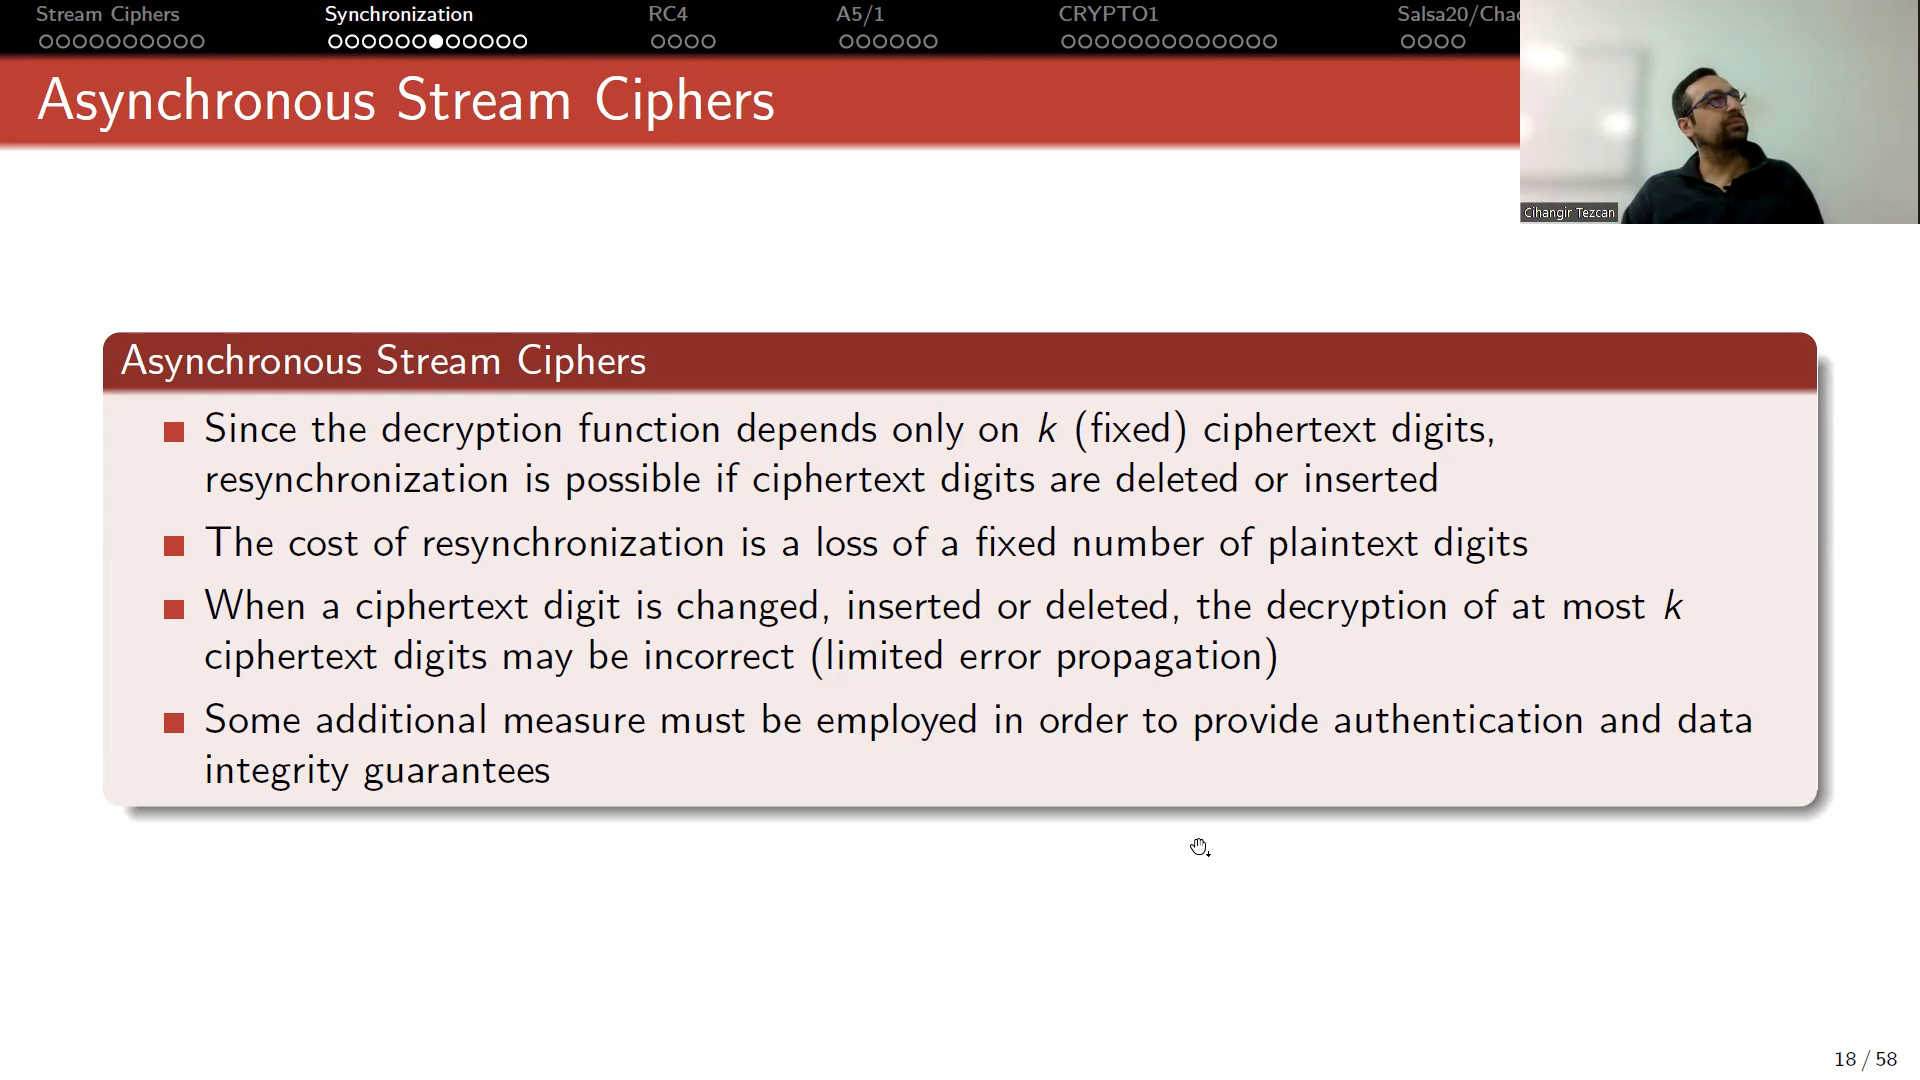 Stream Ciphers
Synchronization
RC4
A5/1
CRYPTO1
Salsa20/Chac
Asynchronous Stream Ciphers
Cihangir Tezcan
Asynchronous Stream Ciphers
Since the decryption function depends only on k (fixed) ciphertext digits,
resynchronization is possible if ciphertext digits are deleted or inserted
The cost of resynchronization is a loss of a fixed number of plaintext digits
When a ciphertext digit is changed, inserted or deleted, the decryption of at most k
ciphertext digits may be incorrect (limited error propagation)
Some additional measure must be employed in order to provide authentication and data
integrity guarantees
18 / 58